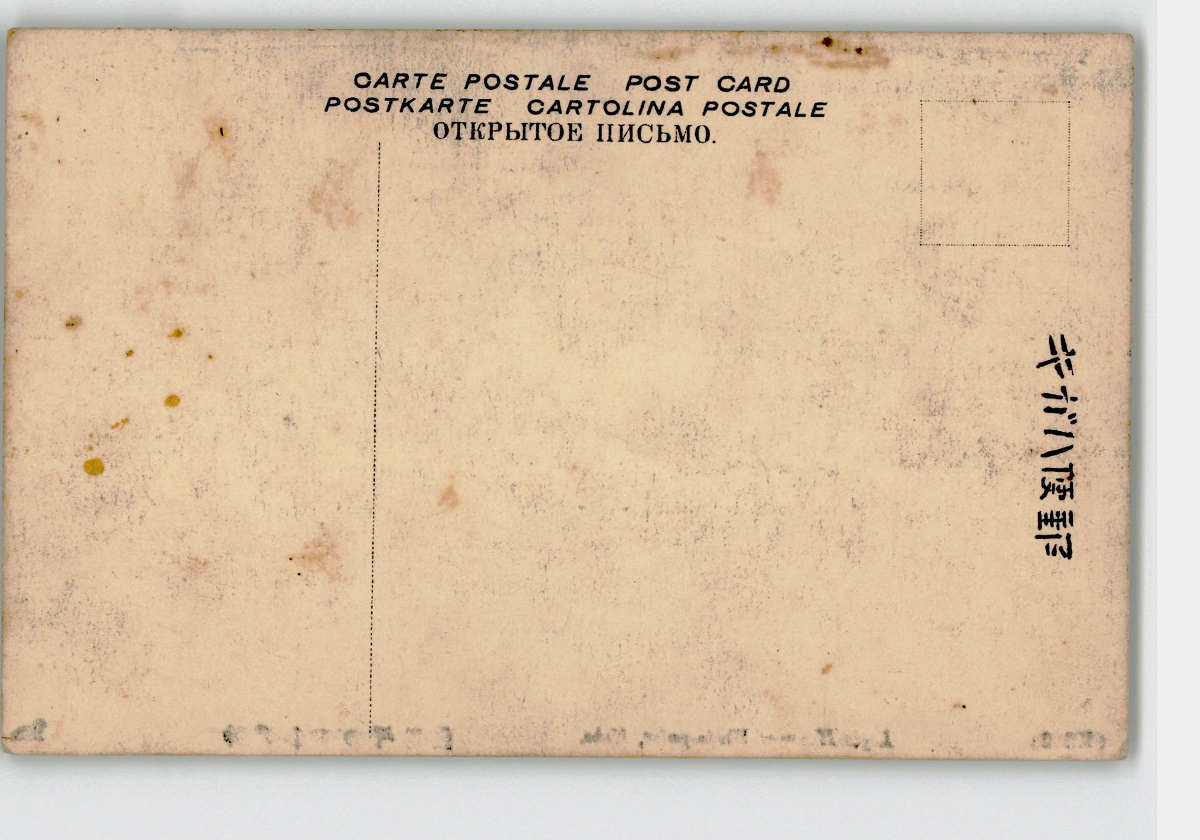 CARTE POSTALE POST CARD
POSTKARTE CARTOLINA POSTALE
ОТКРЫТОЕ ПИСЬМО.
郵便ハガキ